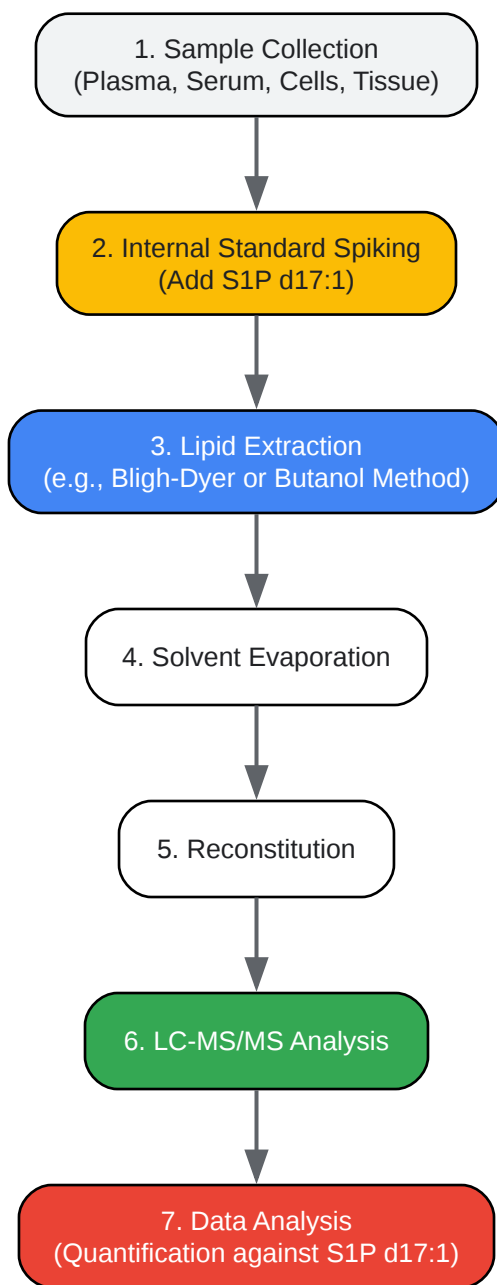 1. Sample Collection
(Plasma, Serum, Cells, Tissue)
2. Internal Standard Spiking
(Add S1P d17:1)
3. Lipid Extraction
(e.g., Bligh-Dyer or Butanol Method)
4. Solvent Evaporation
5. Reconstitution
6. LC-MS/MS Analysis
7. Data Analysis
(Quantification against S1P d17:1)